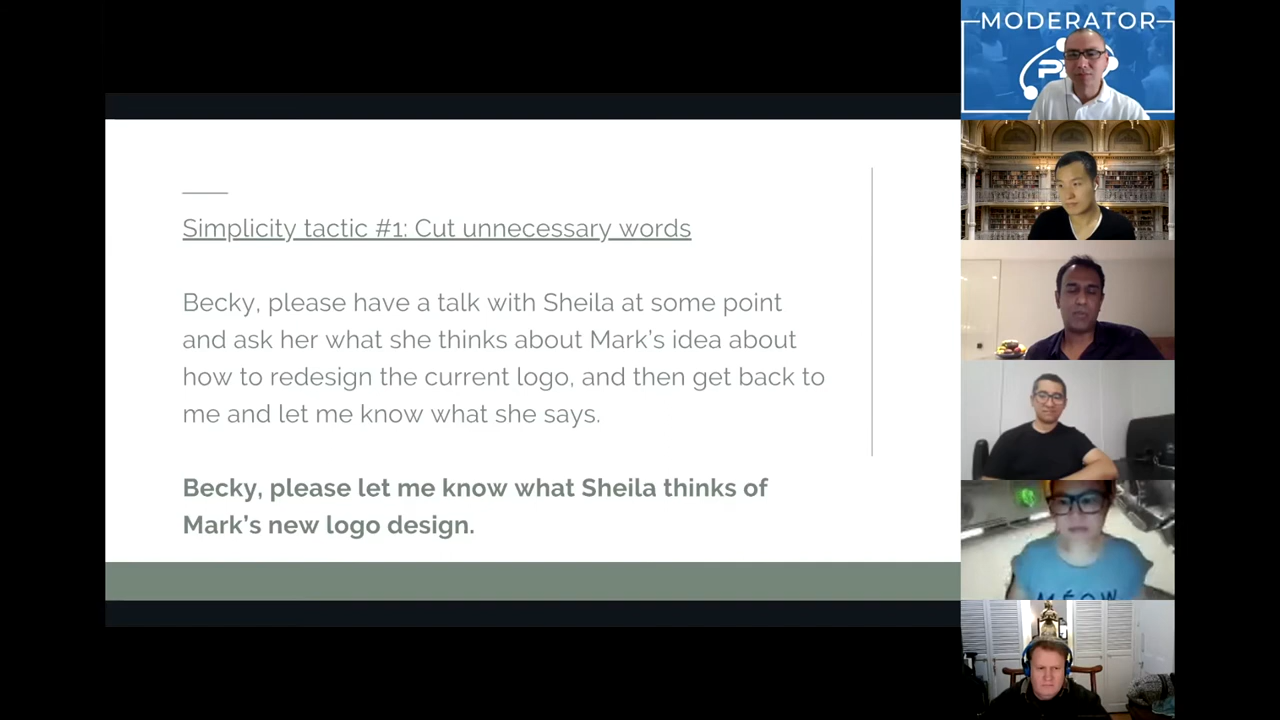 Simplicity tactic #1: Cut unnecessary words
Becky, please have a talk with Sheila at some point
and ask her what she thinks about Mark's idea about
how to redesign the current logo, and then get back to
me and let me know what she says.
Becky, please let me know what Sheila thinks of
Mark's new logo design.
MODERATOR
MÉOW